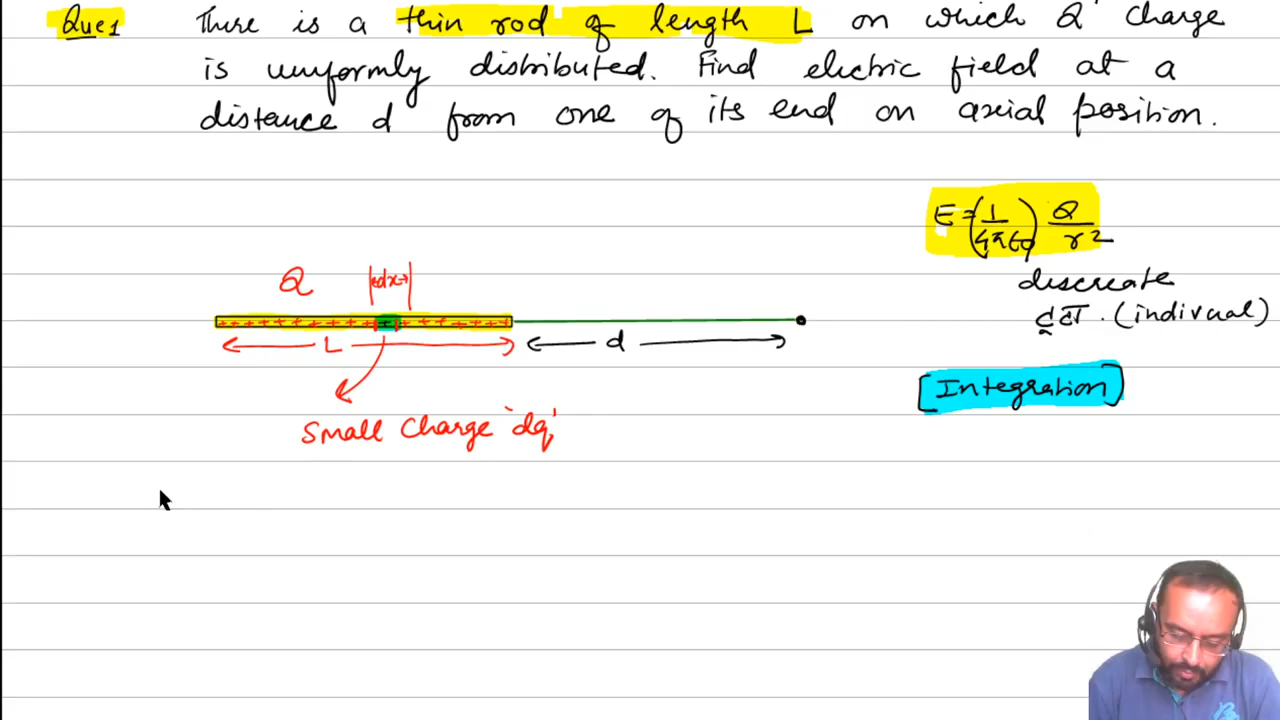 Que1 There is a thin rod of length L on which Q' charge
is uniformly distributed. Find electric field at a
distance d from one of its end on axial position.
E = (1/4πϵ0) Q/r2
discreate
(indivual)
[Integration]
Q
←dx→
+ + + + + + + + + + + + + + + + + +
L
d
Small Charge 'dq'